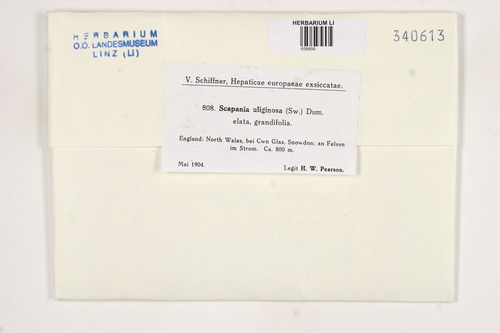 HERBARIUM
O.Ö. LANDESMUSEUM
LINZ (LI)
HERBARIUM LI
340613
V. Schiffner, Hepaticae europaeae exsiccatae.
808. Scapania uliginosa (Sw.) Dum.
elata, grandifolia.
England: North Wales, bei Cwn Glas, Snowdon; an Felsen
im Strom. Ca. 800 m.
Mai 1904.
Legit H. W. Pearson.